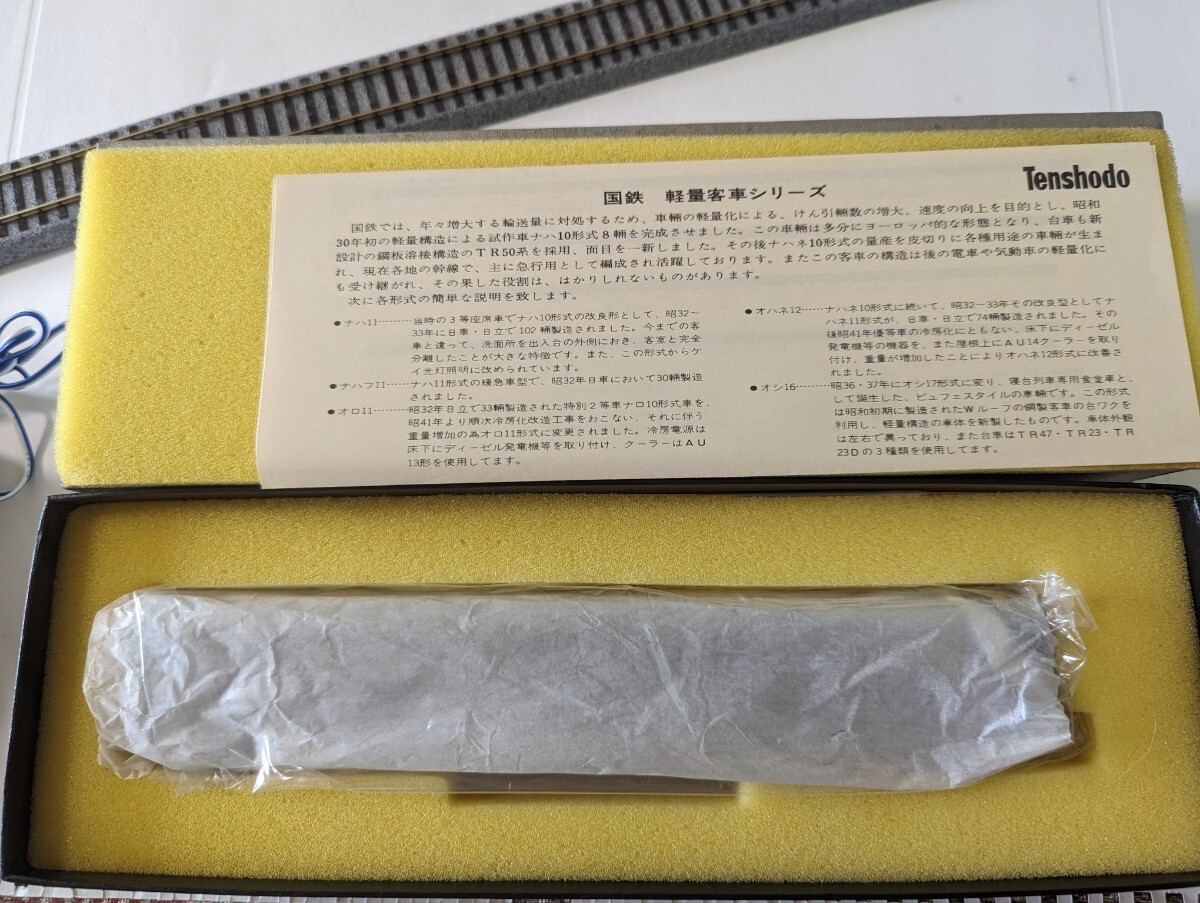 Tenshodo
国鉄 軽量客車シリーズ
国鉄では、年々増大する輸送量に対処するため、車輛の軽量化による、けん引輛数の増大、速度の向上を目的とし、昭和
30年初の軽量構造による試作車ナハ10形式8輛を完成させました。この車輛は多分にヨーロッパ的な形態となり、台車も新
設計の鋼板溶接構造のTR50系を採用、面目を一新しました。その後ナハネ10形式の量産を皮切りに各種用途の車輛が生ま
れ、現在各地の幹線で、主に急行用として編成され活躍しております。またこの客車の構造は後の電車や気動車の軽量化に
も受け継がれ、その果した役割は、はかりしれないものがあります。
次に各形式の簡単な説明を致します。
●ナハ11………当時の3等座席車でナハ10形式の改良形として、昭32〜
33年に日車・日立で102輛製造されました。今までの客
車と違って、洗面所を出入台の外側におき、客室と完全
分離したことが大きな特徴です。また、この形式からケ
イ光灯照明に改められています。
●ナハフ11……ナハ11形式の緩急車型で、昭32年日車において30輛製造
されました。
●オロ11………昭32年日立で33輛製造された特別2等車ナロ10形式車を、
昭41年より順次冷房化改造工事をおこない、それに伴う
重量増加の為オロ11形式に変更されました。冷房電源は
床下にディーゼル発電機等を取り付け、クーラーはAU
13形を使用してます。
●オハネ12……ナハネ10形式に続いて、昭32〜33年その改良型としてナ
ハネ11形式が、日車・日立で74輛製造されました。その
後昭41年優等車の冷房化にともない、床下にディーゼル
発電機等の機器を、また屋根上にAU14クーラーを取り
付け、重量が増加したことによりオハネ12形式に改番さ
れました。
●オシ16………昭36・37年にオシ17形式に変り、寝台列車専用食堂車と、
して誕生した、ビュフェスタイルの車輛です。この形式
は昭和初期に製造されたWルーフの鋼製客車の台ワクを
利用し、軽量構造の車体を新製したものです。車体外観
は左右で異っており、また台車はTR47・TR23・TR
23Dの3種類を使用してます。